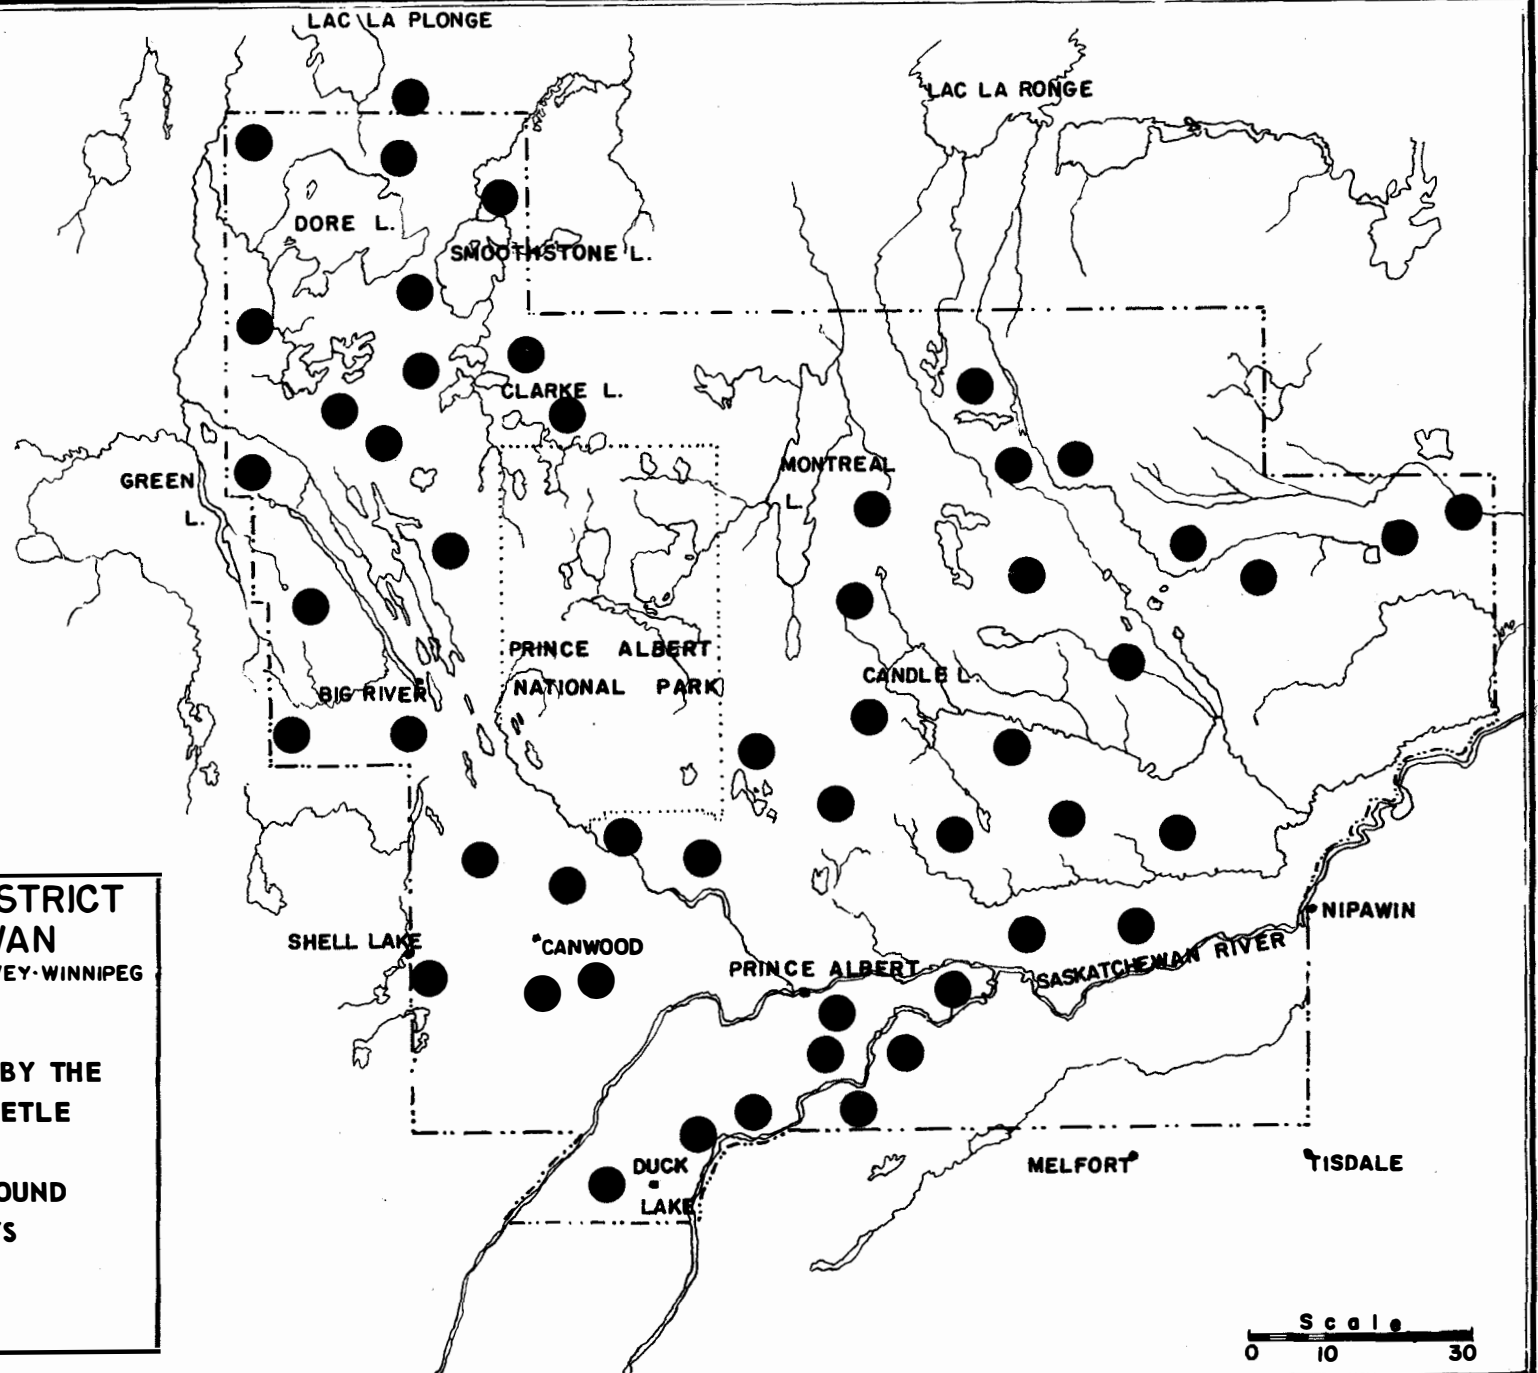 LAC LA PLONGE
LAC LA RONGE
DORE L.
SMOOTHSTONE L.
CLARKE L.
GREEN
L.
MONTREAL
L.
PRINCE ALBERT
NATIONAL PARK
CANDLE L.
BIG RIVER
STRICT
VAN
VEY-WINNIPEG
BY THE
ETLE
OUND
TS
SHELL LAKE
CANWOOD
NIPAWIN
PRINCE ALBERT
SASKATCHEWAN RIVER
DUCK
LAKE
MELFORT
TISDALE
Scale
0 10 30